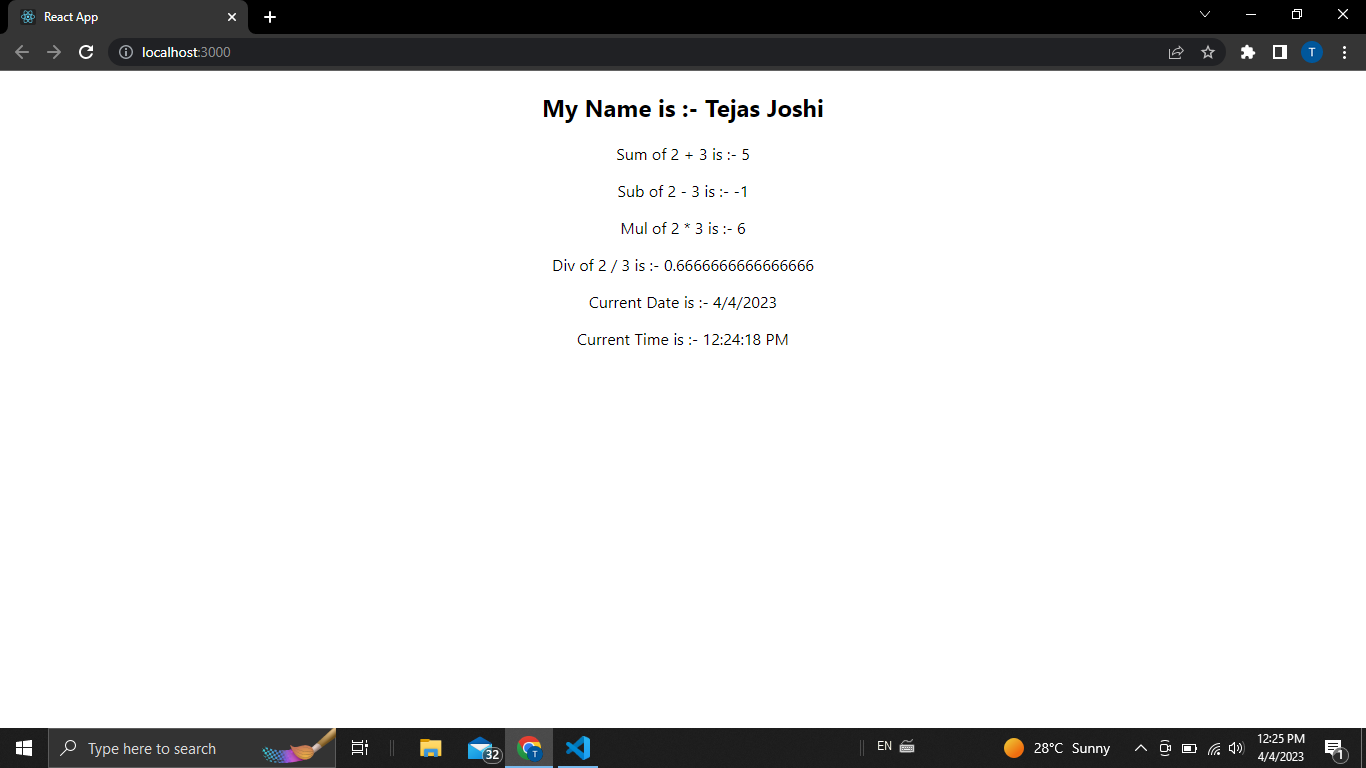 React App
localhost:3000
T
My Name is :- Tejas Joshi
Sum of 2 + 3 is :- 5
Sub of 2 - 3 is :- -1
Mul of 2 * 3 is :- 6
Div of 2 / 3 is :- 0.6666666666666666
Current Date is :- 4/4/2023
Current Time is :- 12:24:18 PM
Type here to search
32
T
EN
28°C Sunny
12:25 PM
4/4/2023
1